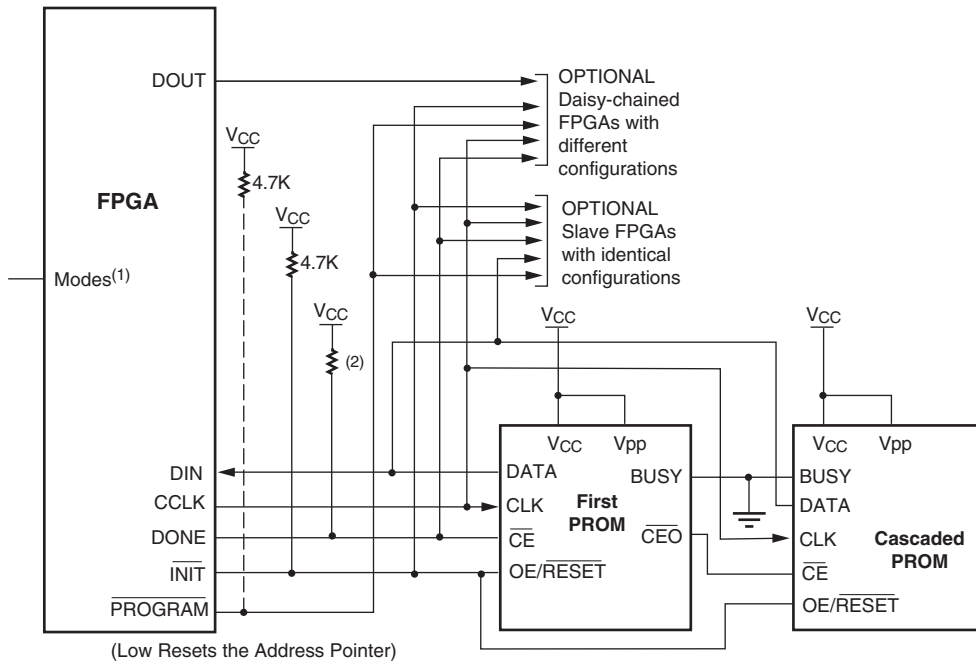 DOUT
OPTIONAL
Daisy-chained
FPGAs with
different
configurations
VCC
4.7K
FPGA
VCC
4.7K
OPTIONAL
Slave FPGAs
with identical
configurations
Modes(1)
VCC
(2)
VCC
VCC
VCC Vpp
VCC Vpp
DIN
DATA
BUSY
BUSY
CCLK
CLK
First
PROM
DATA
DONE
CE
CEO
CLK
Cascaded
PROM
INIT
OE/RESET
CE
PROGRAM
OE/RESET
(Low Resets the Address Pointer)